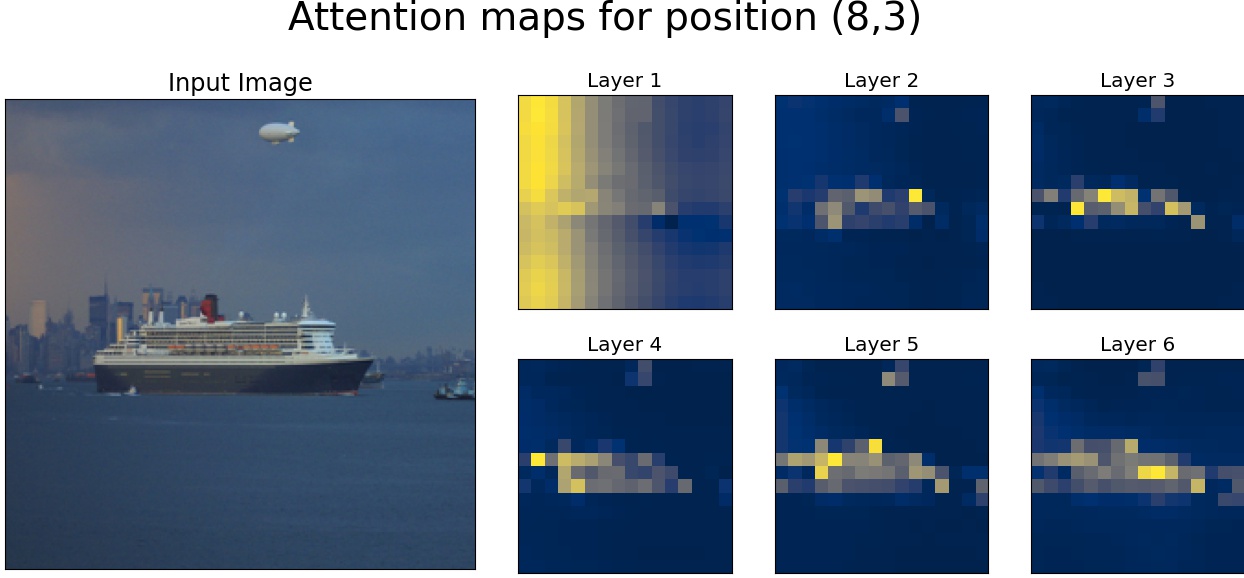 Attention maps for position (8,3)
Input Image
Layer 1
Layer 2
Layer 3
Layer 4
Layer 5
Layer 6